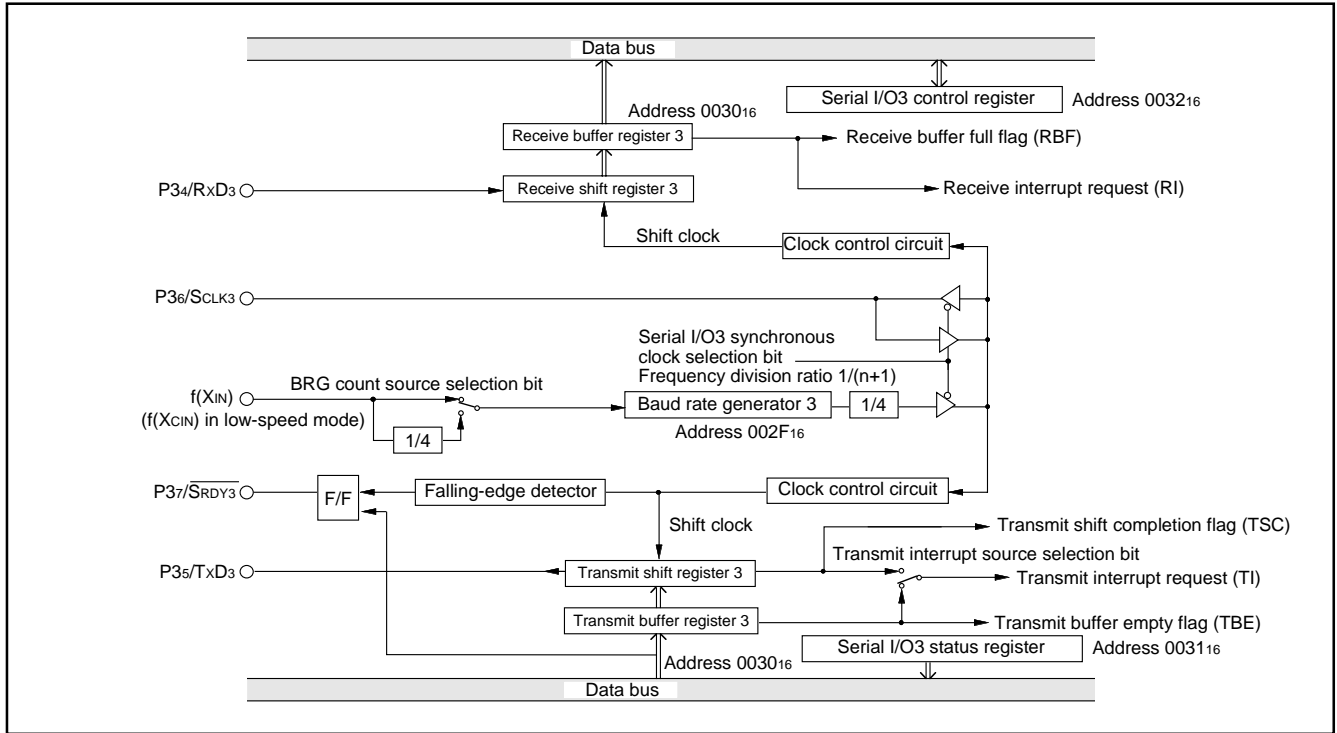 Data bus
Serial I/O3 control register
Address 0032₁₆
Address 0030₁₆
Receive buffer register 3
Receive buffer full flag (RBF)
P3₄/RxD₃
Receive shift register 3
Receive interrupt request (RI)
Shift clock
Clock control circuit
P3₆/SCLK3
Serial I/O3 synchronous
clock selection bit
Frequency division ratio 1/(n+1)
BRG count source selection bit
f(XIN)
(f(XCIN) in low-speed mode)
1/4
Baud rate generator 3
1/4
Address 002F₁₆
P3₇/SRDY3
F/F
Falling-edge detector
Clock control circuit
Shift clock
Transmit shift completion flag (TSC)
Transmit interrupt source selection bit
P3₅/TxD₃
Transmit shift register 3
Transmit interrupt request (TI)
Transmit buffer register 3
Transmit buffer empty flag (TBE)
Address 0030₁₆
Serial I/O3 status register
Address 0031₁₆
Data bus